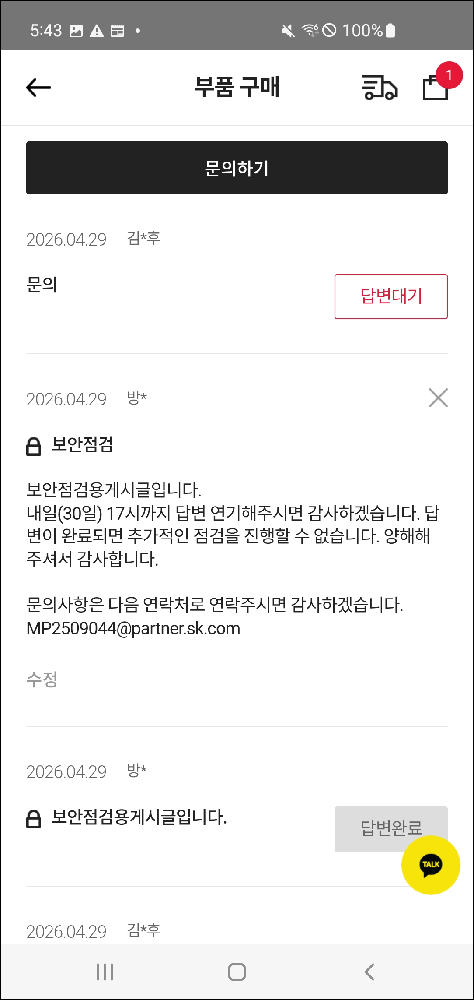 5:43 100%
부품 구매
1
문의하기
2026.04.29 김*후
문의
답변대기
2026.04.29 방*
보안점검
보안점검용게시글입니다.
내일(30일) 17시까지 답변 연기해주시면 감사하겠습니다. 답
변이 완료되면 추가적인 점검을 진행할 수 없습니다. 양해해
주셔서 감사합니다.
문의사항은 다음 연락처로 연락주시면 감사하겠습니다.
MP2509044@partner.sk.com
수정
2026.04.29 방*
보안점검용게시글입니다.
답변완료
TALK
2026.04.29 김*후